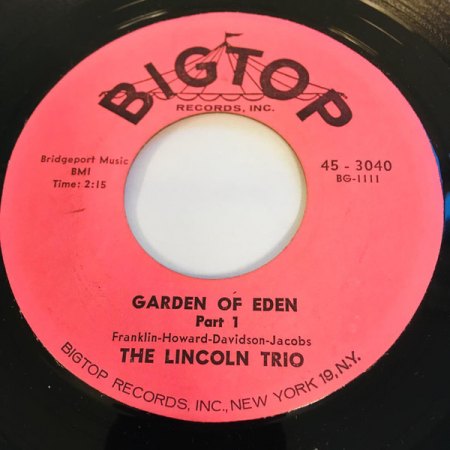 BIGTOP
RECORDS, INC.
Bridgeport Music
BMI
Time: 2:15
45 - 3040
BG-1111
GARDEN OF EDEN
Part 1
Franklin-Howard-Davidson-Jacobs
THE LINCOLN TRIO
BIGTOP RECORDS, INC., NEW YORK 19, N.Y.